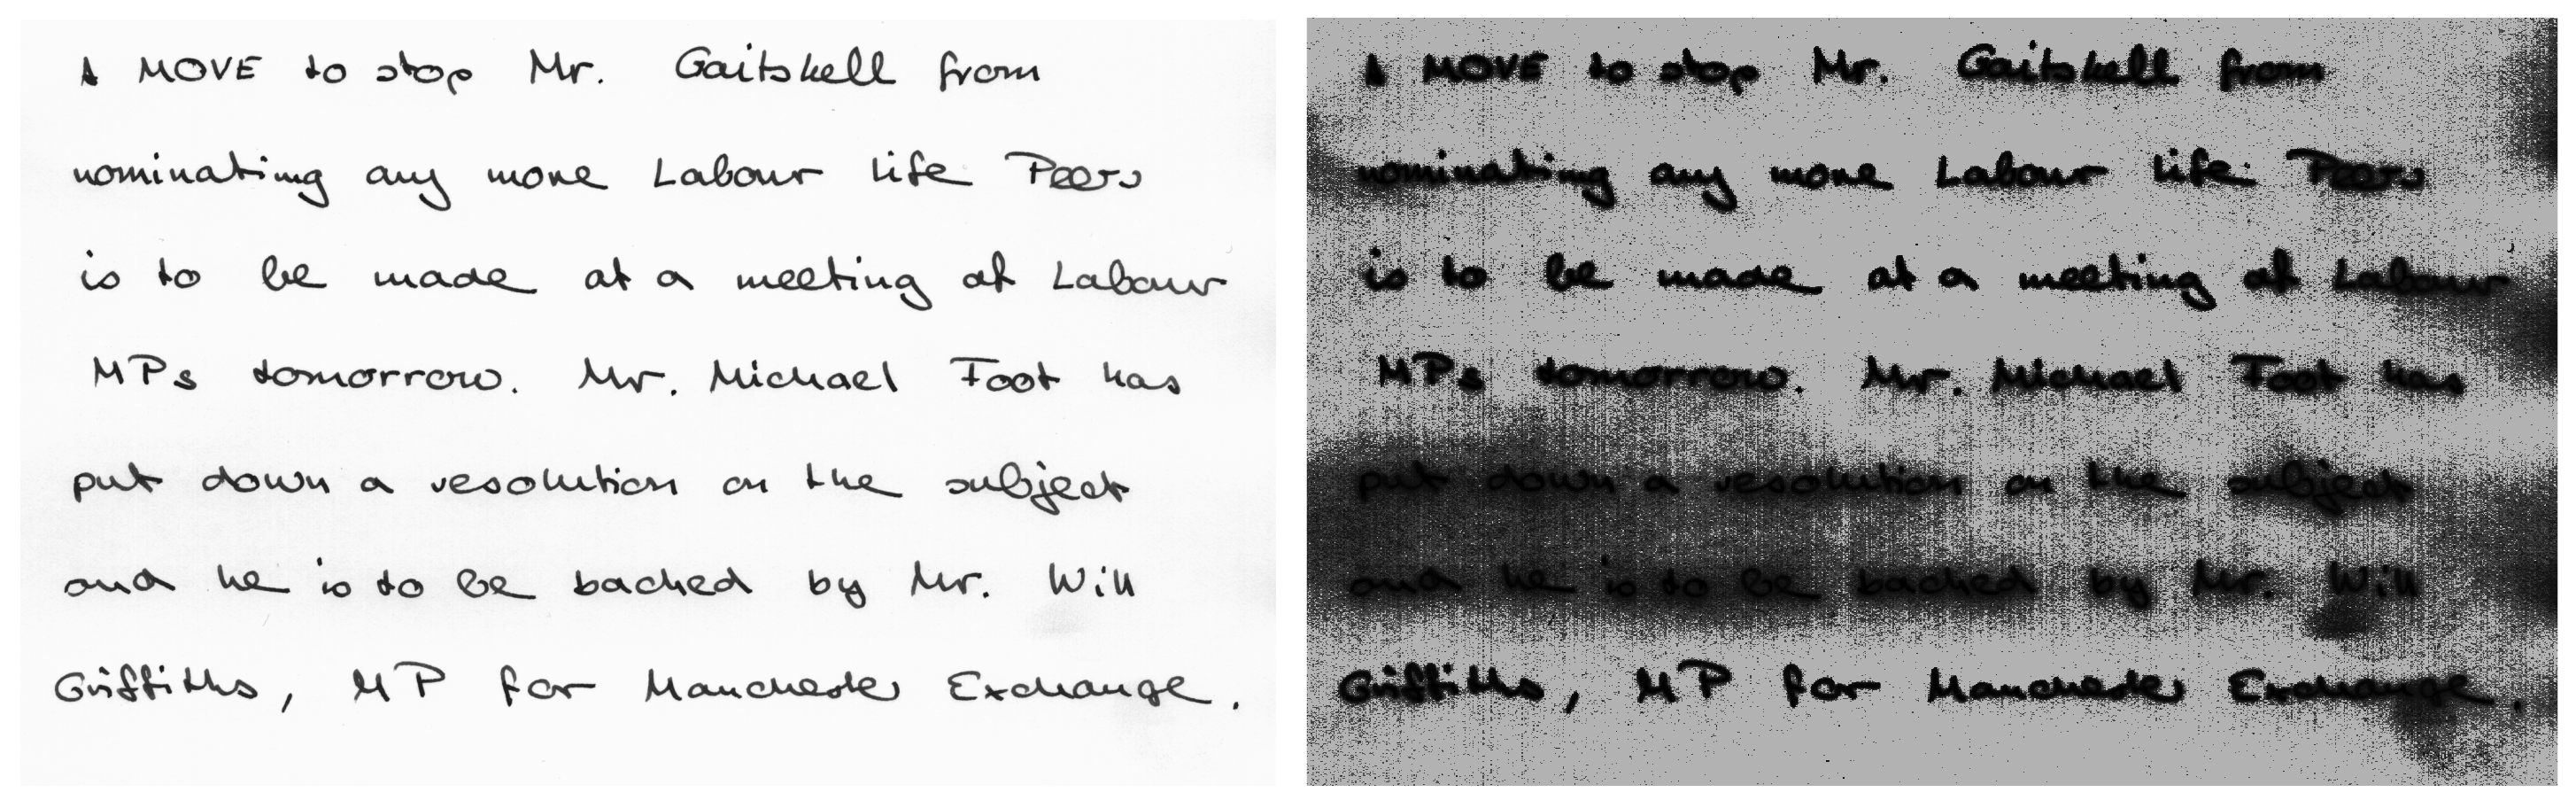 A MOVE to stop Mr. Gaitskell from
nominating any more Labour Life Peers
is to be made at a meeting of Labour
MPs tomorrow. Mr. Michael Foot has
put down a resolution on the subject
and he is to be backed by Mr. Will
Griffiths, MP for Manchester Exchange.
A MOVE to stop Mr. Gaitskell from
nominating any more Labour Life Peers
is to be made at a meeting of Labour
MPs tomorrow. Mr. Michael Foot has
put down a resolution on the subject
and he is to be backed by Mr. Will
Griffiths, MP for Manchester Exchange.